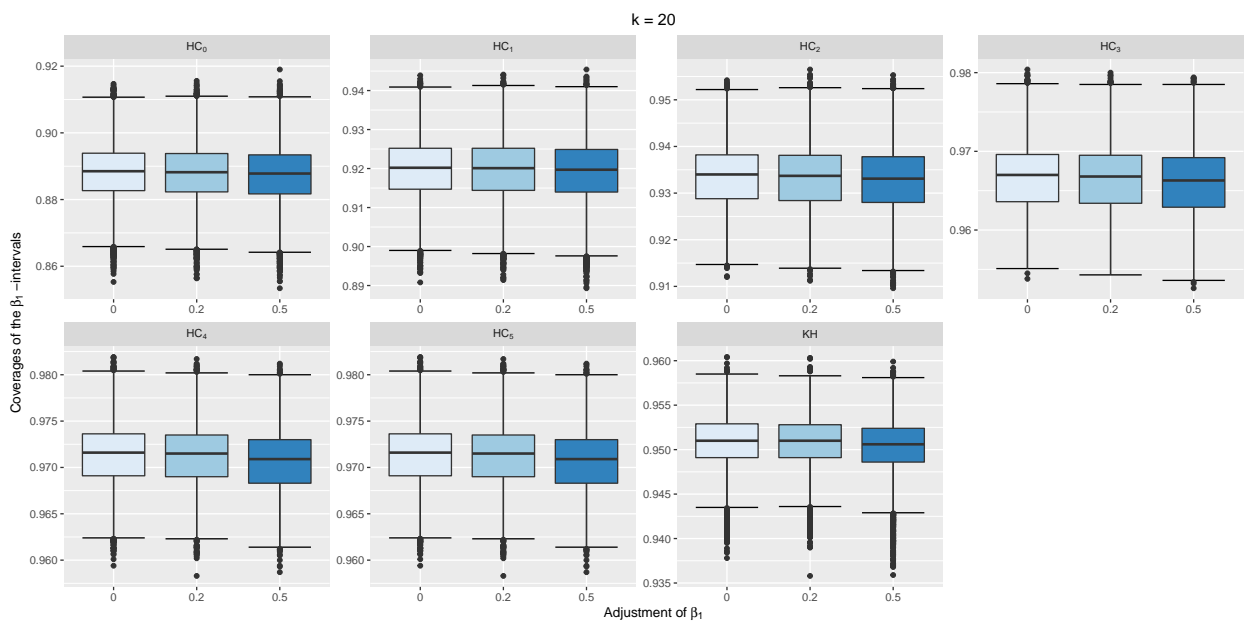 k = 20
HC₀
HC₁
HC₂
HC₃
0.92
0.90
0.88
0.86
0.94
0.93
0.92
0.91
0.90
0.89
0.95
0.94
0.93
0.92
0.91
0.98
0.97
0.96
0 0.2 0.5
0 0.2 0.5
0 0.2 0.5
0 0.2 0.5
Coverages of the β₁ −intervals
HC₄
HC₅
KH
0.980
0.975
0.970
0.965
0.960
0.980
0.975
0.970
0.965
0.960
0.960
0.955
0.950
0.945
0.940
0.935
0 0.2 0.5
0 0.2 0.5
0 0.2 0.5
Adjustment of β₁